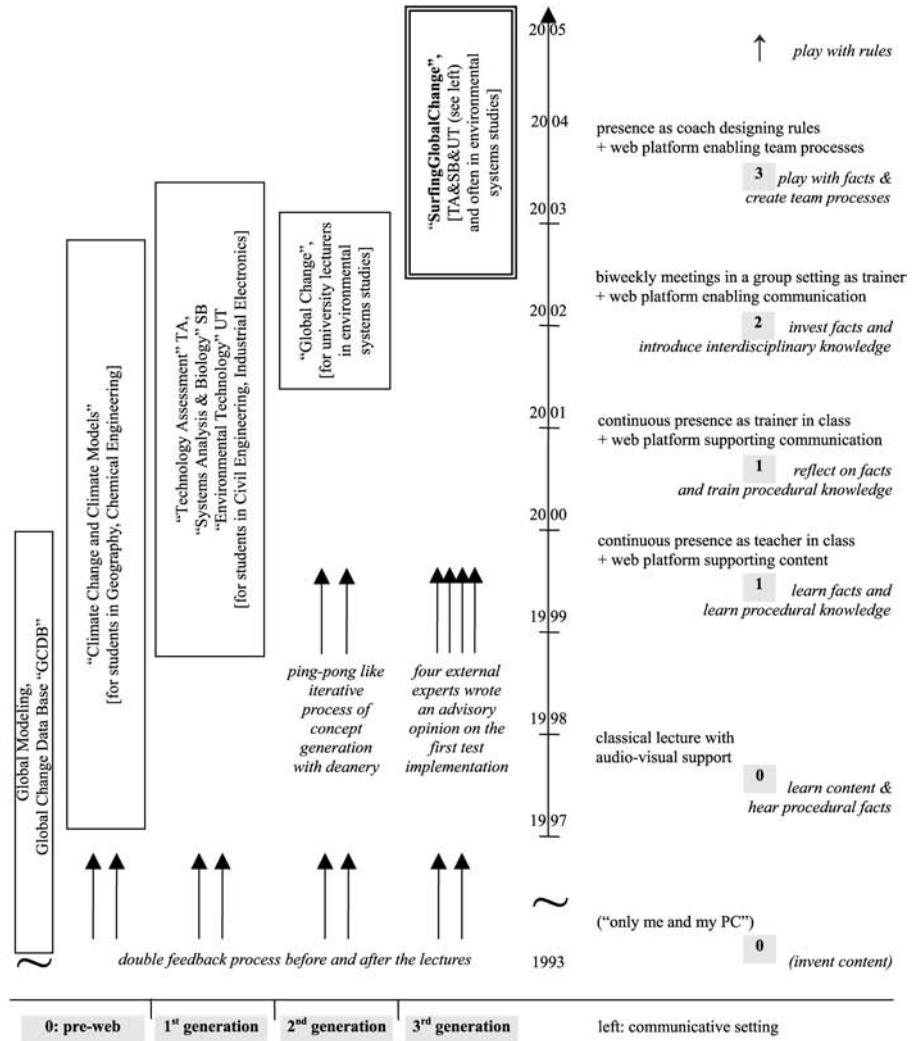 Global Modeling,
Global Change Data Base “GCDB”
“Climate Change and Climate Models”
[for students in Geography, Chemical Engineering]
“Technology Assessment” TA,
“Systems Analysis & Biology” SB
“Environmental Technology” UT
[for students in Civil Engineering, Industrial Electronics]
“Global Change”,
[for university lecturers
in environmental
systems studies]
“SurfingGlobalChange”,
[TA&SB&UT (see left)
and often in environmental
systems studies]
ping-pong like
iterative
process of
concept
generation
with deanery
four external
experts wrote
an advisory
opinion on the
first test
implementation
double feedback process before and after the lectures
2005
2004
2003
2002
2001
2000
1999
1998
1997
~
1993
~
↑ play with rules
presence as coach designing rules
+ web platform enabling team processes
3 play with facts &
create team processes
biweekly meetings in a group setting as trainer
+ web platform enabling communication
2 invest facts and
introduce interdisciplinary knowledge
continuous presence as trainer in class
+ web platform supporting communication
1 reflect on facts
and train procedural knowledge
continuous presence as teacher in class
+ web platform supporting content
1 learn facts and
learn procedural knowledge
classical lecture with
audio-visual support
0 learn content &
hear procedural facts
(“only me and my PC”)
0
(invent content)
0: pre-web
1st generation
2nd generation
3rd generation
left: communicative setting